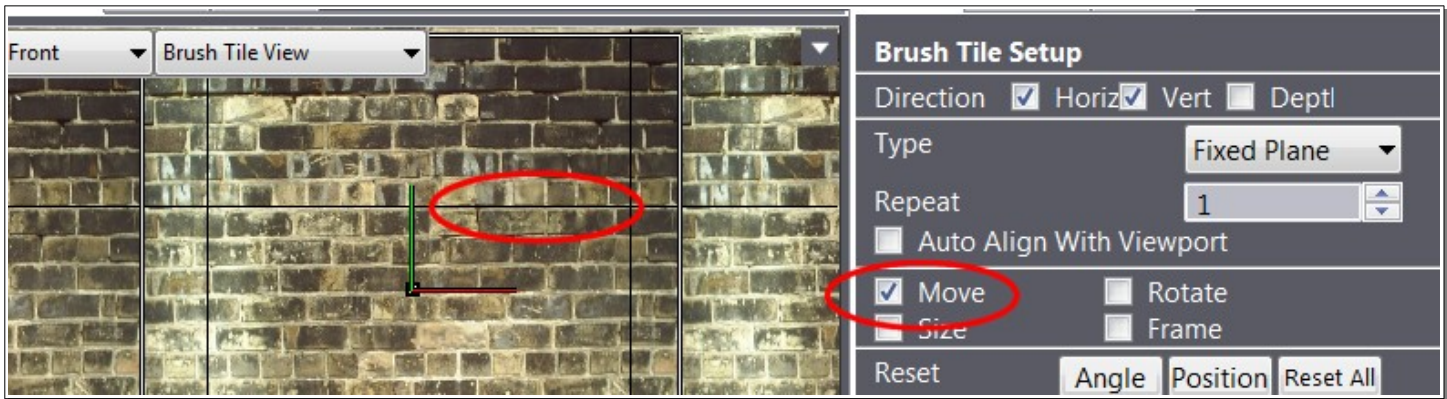 Front
Brush Tile View
Brush Tile Setup
Direction Horiz Vert Deptl
Type Fixed Plane
Repeat 1
Auto Align With Viewport
Move Rotate
Size Frame
Reset Angle Position Reset All